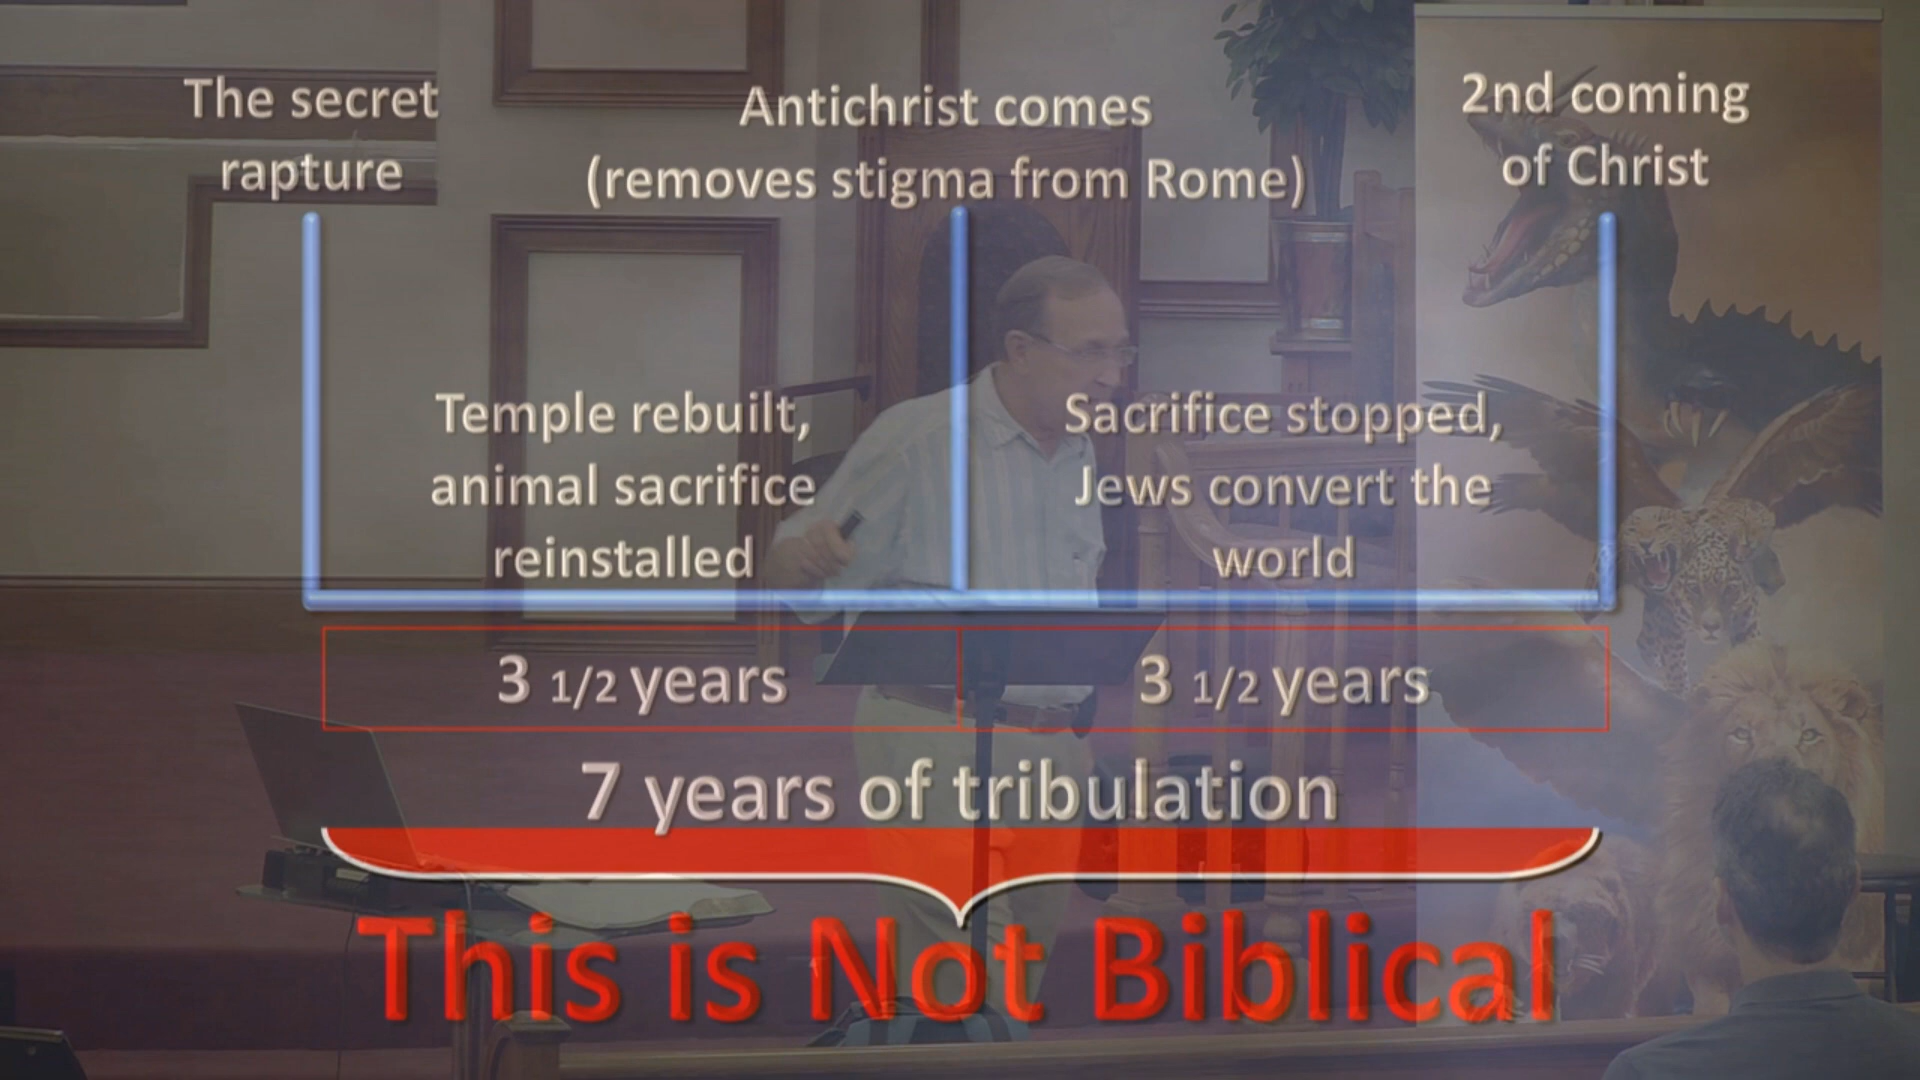 The secret
rapture
Antichrist comes
(removes stigma from Rome)
2nd coming
of Christ
Temple rebuilt,
animal sacrifice
reinstalled
Sacrifice stopped,
Jews convert the
world
3 1/2 years
3 1/2 years
7 years of tribulation
This is Not Biblical